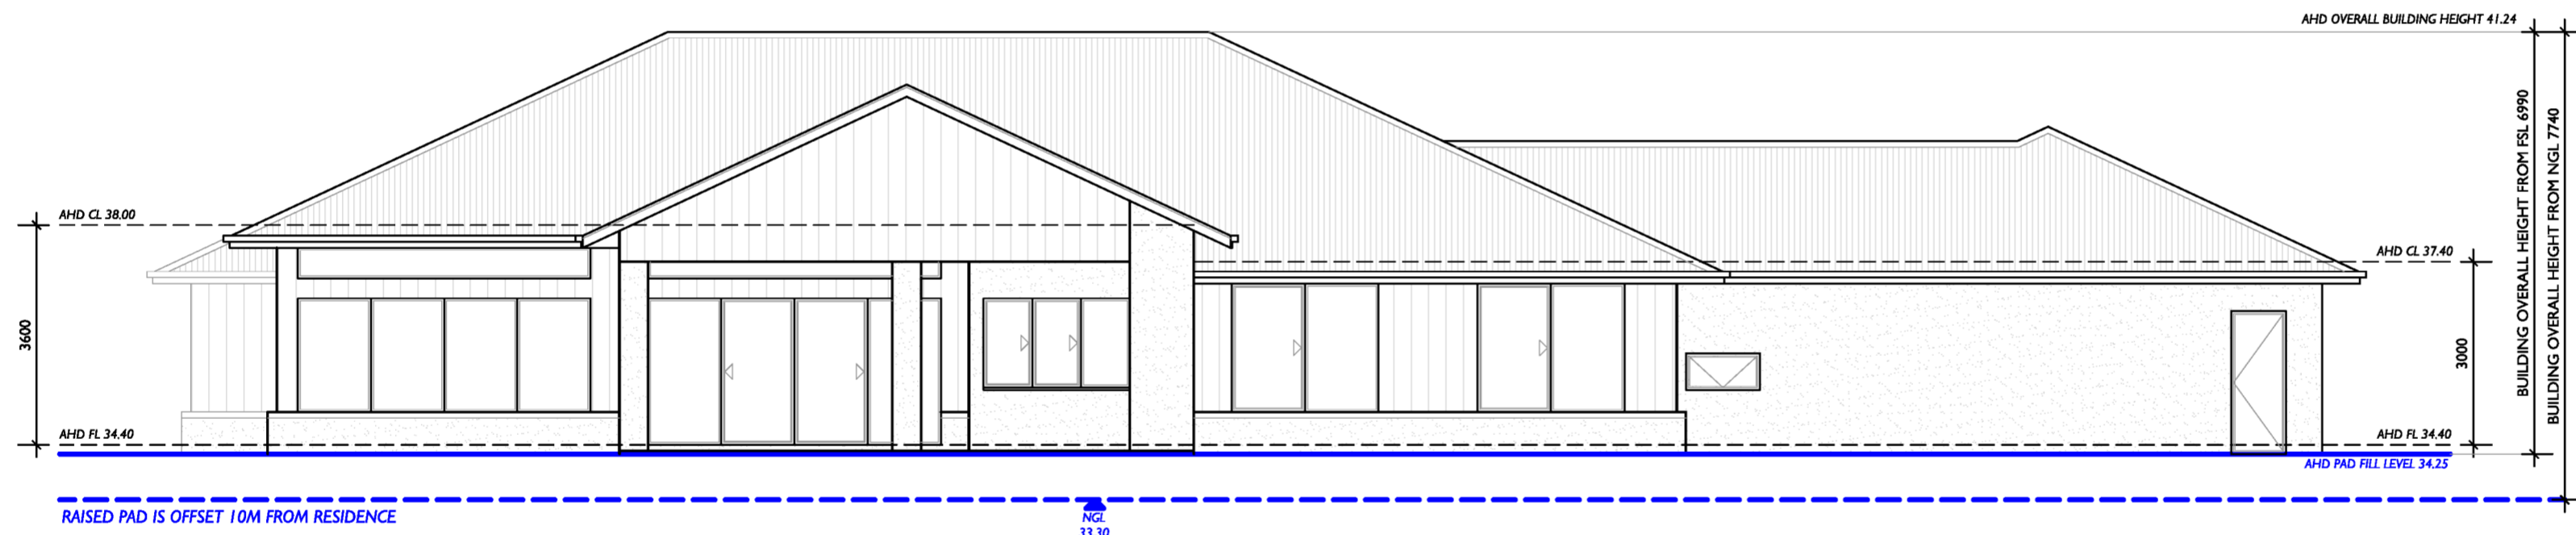 AHD OVERALL BUILDING HEIGHT 41.24
BUILDING OVERALL HEIGHT FROM FSL 6990
BUILDING OVERALL HEIGHT FROM NGL 7740
AHD CL 38.00
AHD CL 37.40
3600
3000
AHD FL 34.40
AHD FL 34.40
AHD PAD FILL LEVEL 34.25
RAISED PAD IS OFFSET 10M FROM RESIDENCE
NGL
33.30